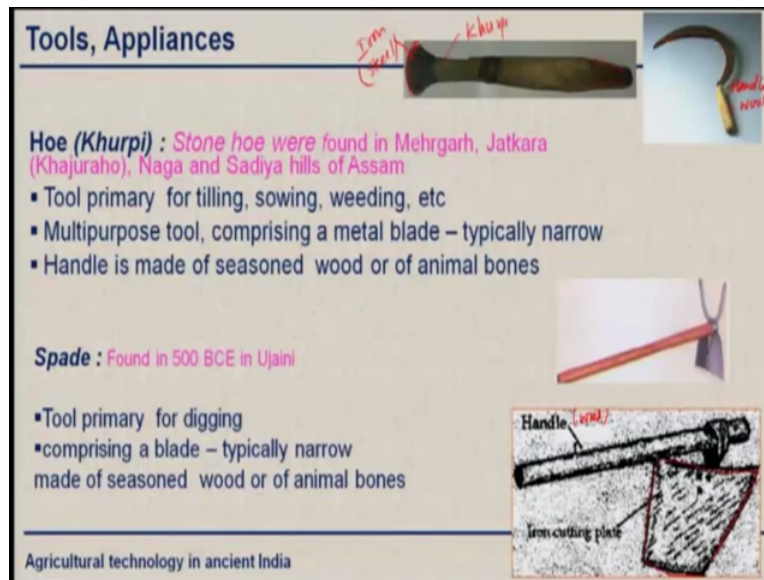 Tools, Appliances
Iron
(steel)
Khurpi
Handle
wood
Hoe (Khurpi) : Stone hoe were found in Mehrgarh, Jatkara
(Khajuraho), Naga and Sadiya hills of Assam
▪ Tool primary for tilling, sowing, weeding, etc
▪ Multipurpose tool, comprising a metal blade – typically narrow
▪ Handle is made of seasoned wood or of animal bones
Spade : Found in 500 BCE in Ujaini
▪Tool primary for digging
▪comprising a blade – typically narrow
made of seasoned wood or of animal bones
Handle (wood)
Iron cutting plate
Agricultural technology in ancient India